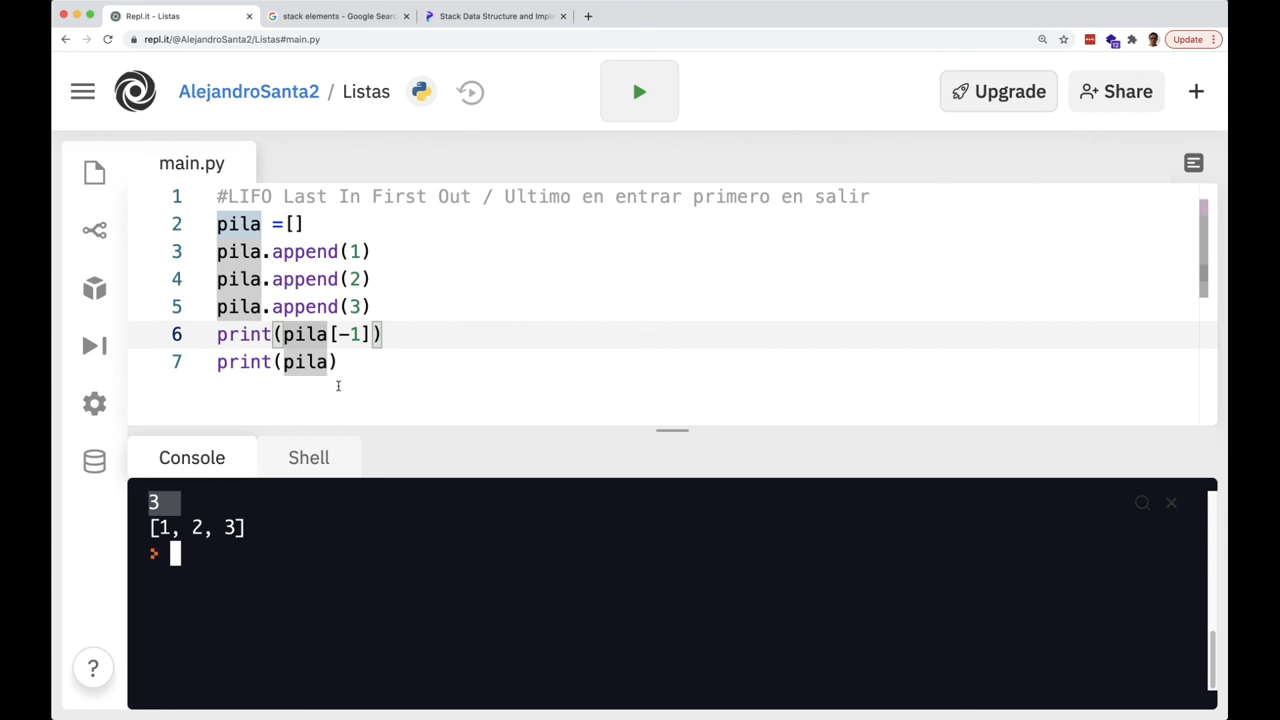 Repl.it - Listas
stack elements - Google Sear
Stack Data Structure and Imple
repl.it/@AlejandroSanta2/Listas#main.py
12
Update
AlejandroSanta2 / Listas
Upgrade
Share
main.py
1 #LIFO Last In First Out / Ultimo en entrar primero en salir
2 pila =[]
3 pila.append(1)
4 pila.append(2)
5 pila.append(3)
6 print(pila[-1])
7 print(pila)
Console
Shell
3
[1, 2, 3]
?